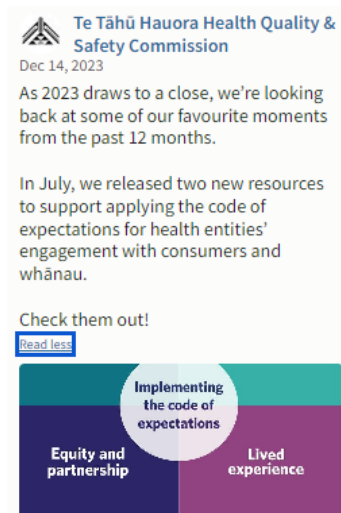 Te Tāhū Hauora Health Quality &
Safety Commission
Dec 14, 2023
As 2023 draws to a close, we're looking
back at some of our favourite moments
from the past 12 months.
In July, we released two new resources
to support applying the code of
expectations for health entities'
engagement with consumers and
whānau.
Check them out!
Read less
Implementing
the code of
expectations
Equity and
partnership
Lived
experience